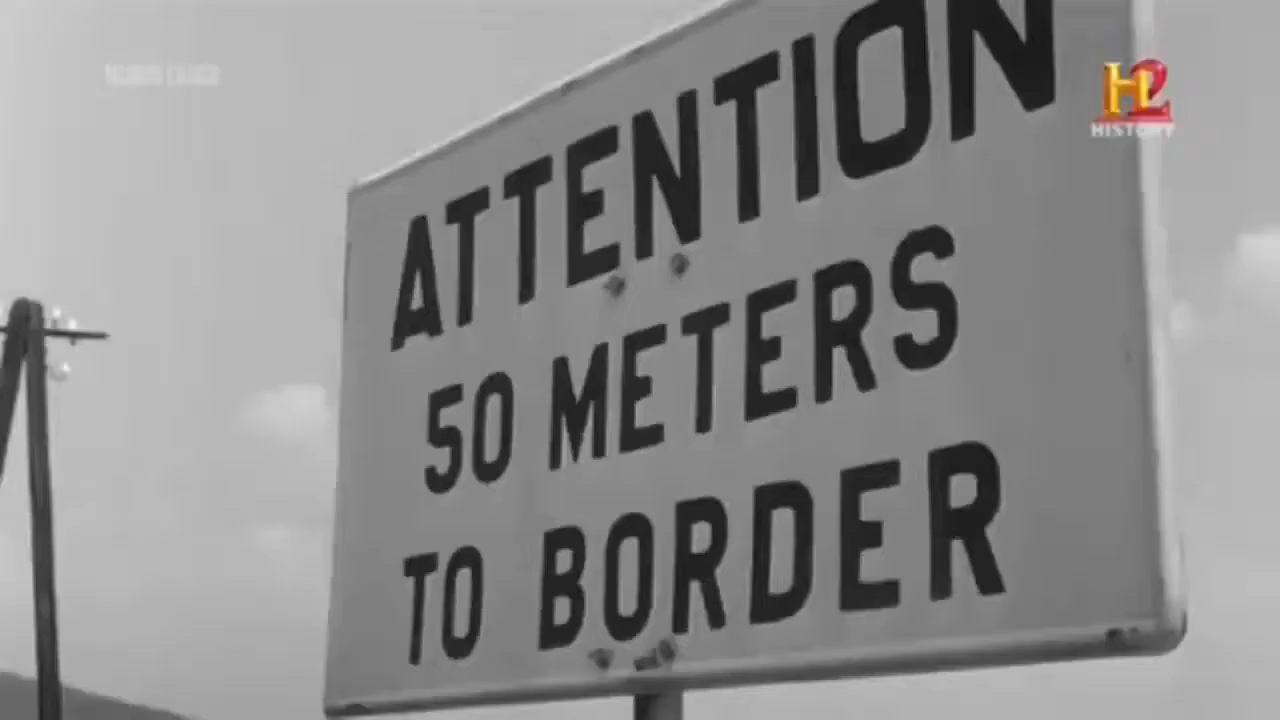 ATTENTION
50 METERS
TO BORDER
H2
HISTORY